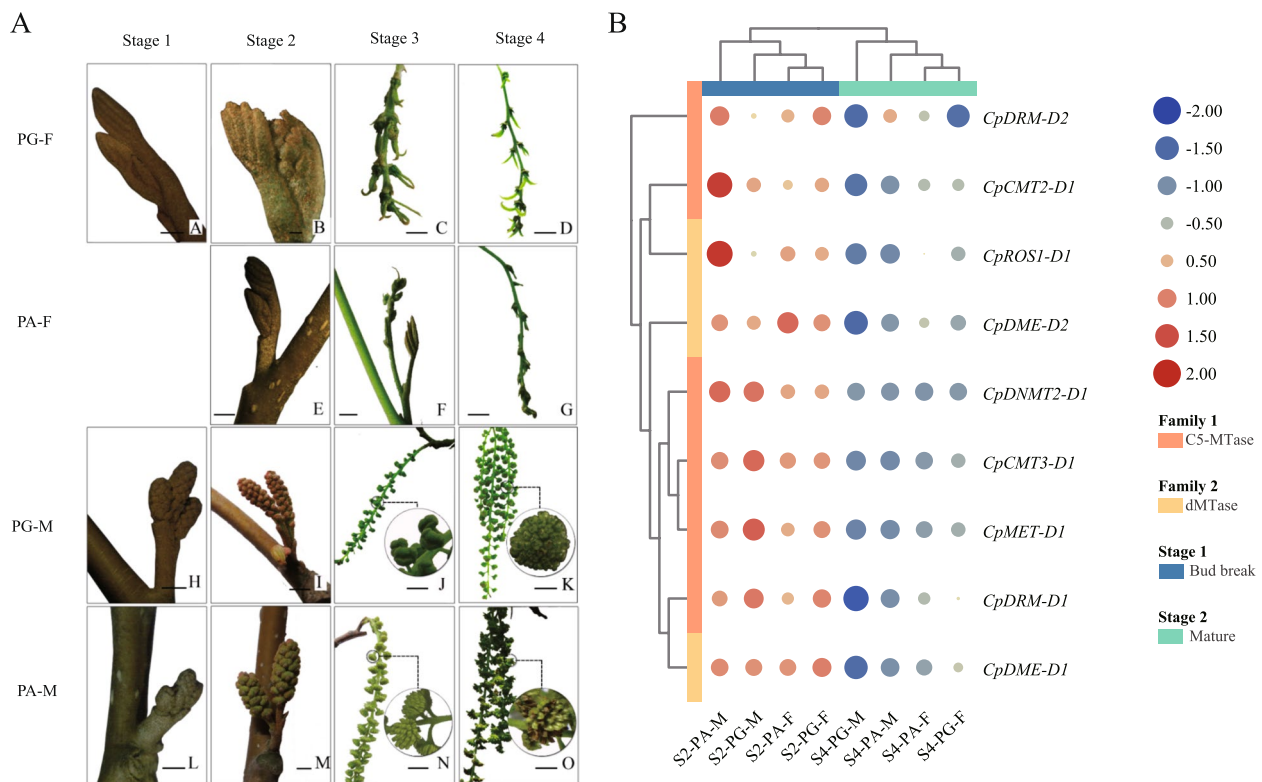 A
Stage 1
Stage 2
Stage 3
Stage 4
PG-F
A
B
C
D
PA-F
E
F
G
PG-M
H
I
J
K
PA-M
L
M
N
O
B
CpDRM-D2
CpCMT2-D1
CpROS1-D1
CpDME-D2
CpDNMT2-D1
CpCMT3-D1
CpMET-D1
CpDRM-D1
CpDME-D1
S2-PA-M
S2-PG-M
S2-PA-F
S2-PG-F
S4-PG-M
S4-PA-M
S4-PA-F
S4-PG-F
-2.00
-1.50
-1.00
-0.50
0.50
1.00
1.50
2.00
Family 1
C5-MTase
Family 2
dMTase
Stage 1
Bud break
Stage 2
Mature